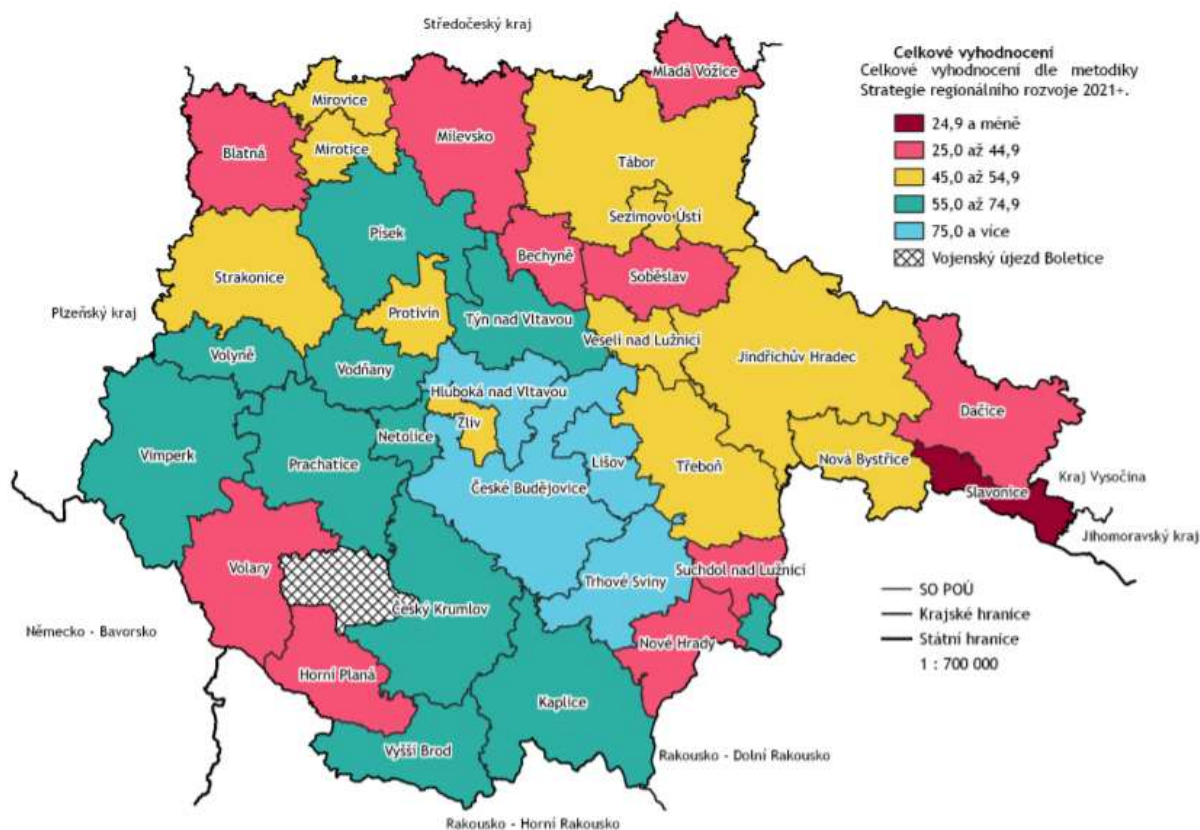 Středočeský kraj
Celkové vyhodnocení
Celkové vyhodnocení dle metodiky
Strategie regionálního rozvoje 2021+.
24,9 a méně
25,0 až 44,9
45,0 až 54,9
55,0 až 74,9
75,0 a více
Vojenský újezd Boletice
Mladá Vožice
Mirovice
Milevsko
Blatná
Mirotice
Tábor
Sezimovo Ústí
Písek
Bechyně
Strakonice
Soběslav
Plzeňský kraj
Protivín
Týn nad Vltavou
Veselí nad Lužnicí
Volyně
Vodňany
Jindřichův Hradec
Hluboká nad Vltavou
Dačice
Zliv
Netolice
Vimperk
Prachatice
Lišov
Třeboň
Nová Bystřice
České Budějovice
Kraj Vysočina
Slavonice
Jihomoravský kraj
Volary
Trhové Sviny
Suchdol nad Lužnicí
SO POÚ
Český Krumlov
Krajské hranice
Německo - Bavorsko
Nové Hrady
Státní hranice
1 : 700 000
Horní Planá
Kaplice
Vyšší Brod
Rakousko - Dolní Rakousko
Rakousko - Horní Rakousko